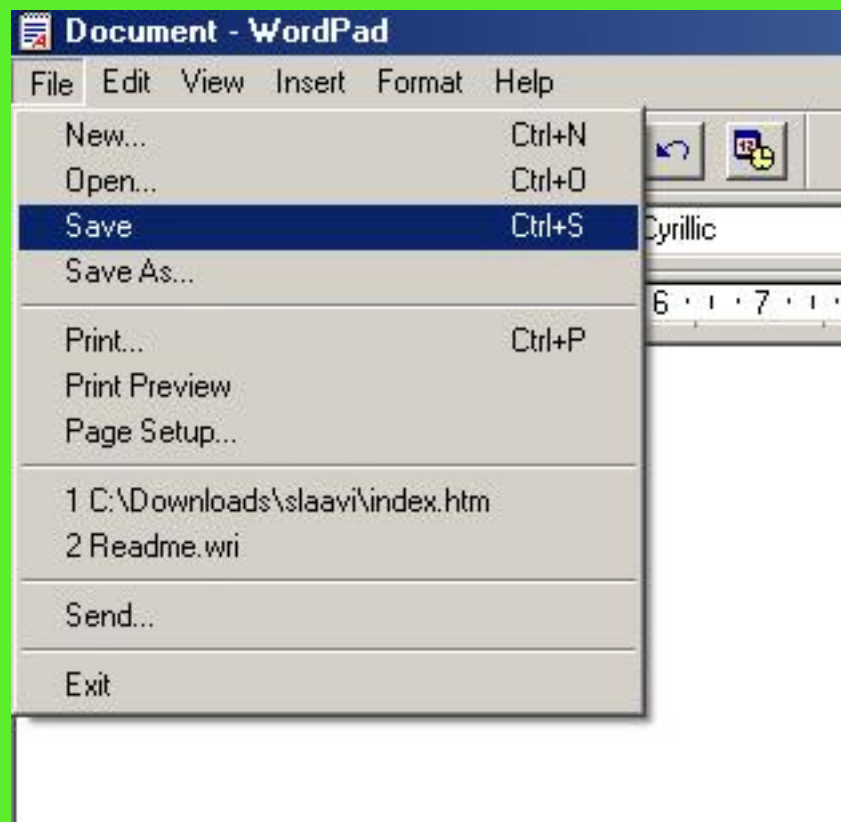 Document - WordPad
File Edit View Insert Format Help
New... Ctrl+N
Open... Ctrl+O
Save Ctrl+S
Cyrillic
Save As...
6 7
Print... Ctrl+P
Print Preview
Page Setup...
1 C:\Downloads\slaavi\index.htm
2 Readme.wri
Send...
Exit
12